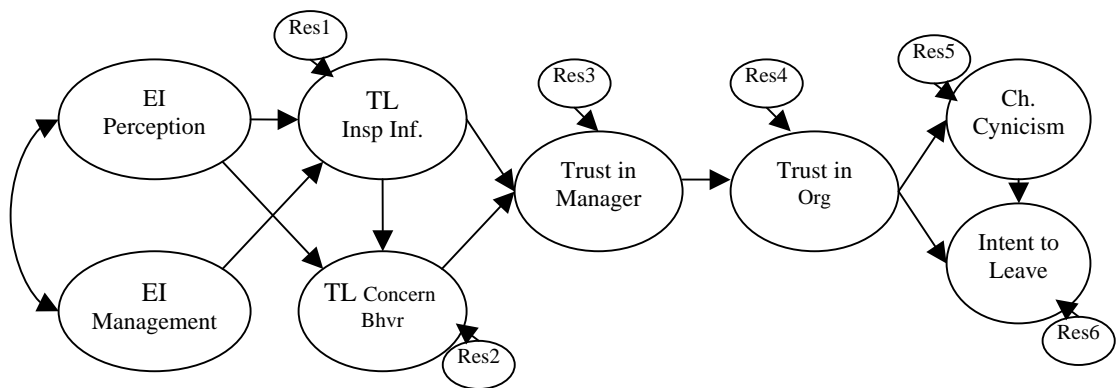 Res1
EI
Perception
TL
Insp Inf.
Res3
Res4
Res5
Ch.
Cynicism
Trust in
Manager
Trust in
Org
EI
Management
TL Concern
Bhvr
Res2
Intent to
Leave
Res6